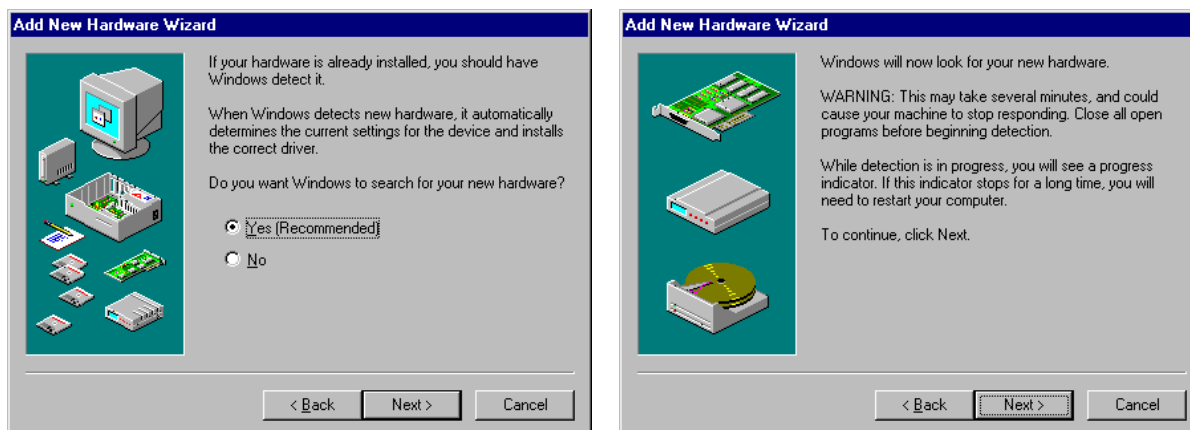 Add New Hardware Wizard
If your hardware is already installed, you should have
Windows detect it.
When Windows detects new hardware, it automatically
determines the current settings for the device and installs
the correct driver.
Do you want Windows to search for your new hardware?
Yes (Recommended)
No
< Back
Next >
Cancel
Add New Hardware Wizard
Windows will now look for your new hardware.
WARNING: This may take several minutes, and could
cause your machine to stop responding. Close all open
programs before beginning detection.
While detection is in progress, you will see a progress
indicator. If this indicator stops for a long time, you will
need to restart your computer.
To continue, click Next.
< Back
Next >
Cancel